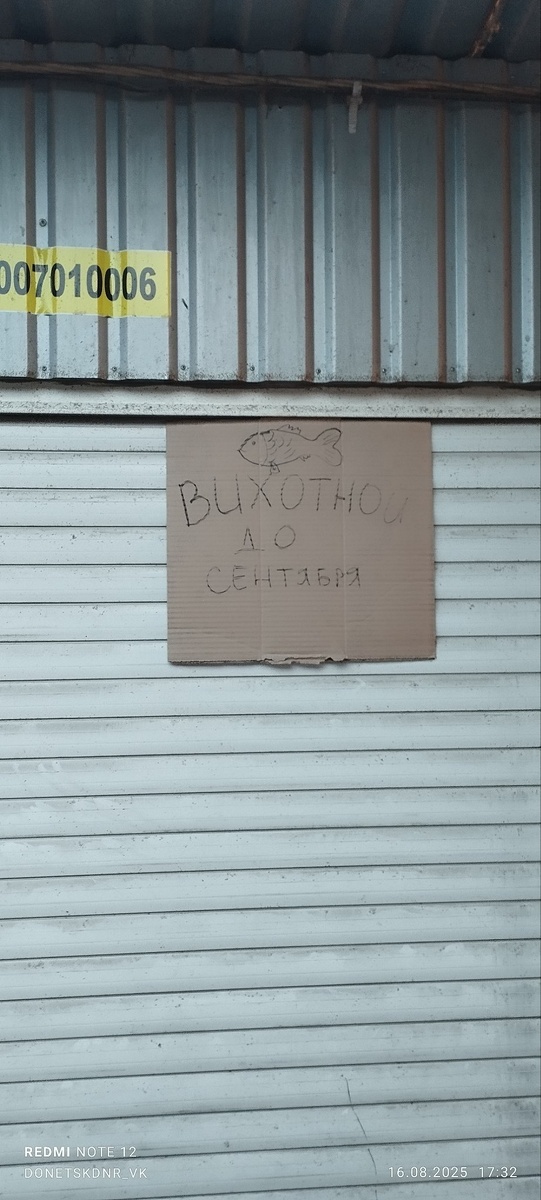 007010006
ВИХОТНОЙ
ДО
СЕНТЯБРЯ
REDMI NOTE 12
DONETSKDNR_VK
16.08.2025 17:32